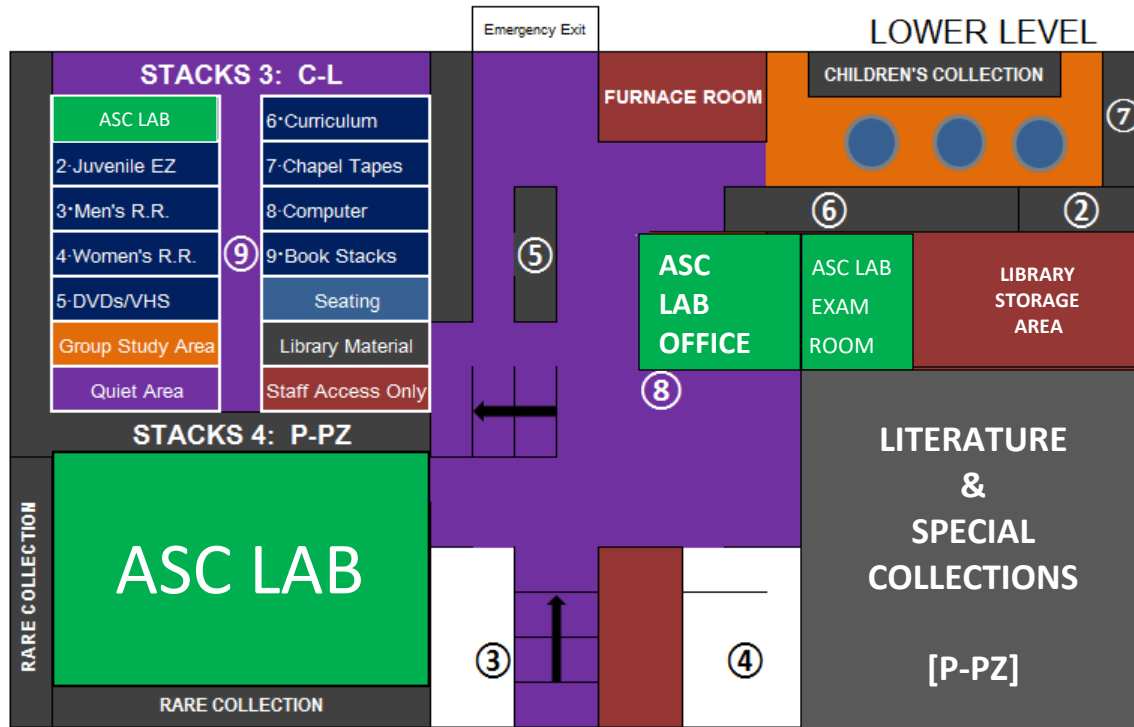 Emergency Exit
LOWER LEVEL
STACKS 3: C-L
FURNACE ROOM
CHILDREN'S COLLECTION
⑦
ASC LAB
6·Curriculum
2·Juvenile EZ
7·Chapel Tapes
3·Men's R.R.
8·Computer
4·Women's R.R.
9·Book Stacks
5·DVDs/VHS
Seating
Group Study Area
Library Material
Quiet Area
Staff Access Only
⑨
⑤
⑥
②
ASC
LAB
OFFICE
ASC LAB
EXAM
ROOM
LIBRARY
STORAGE
AREA
⑧
STACKS 4: P-PZ
RARE COLLECTION
ASC LAB
RARE COLLECTION
③
④
LITERATURE
&
SPECIAL
COLLECTIONS
[P-PZ]